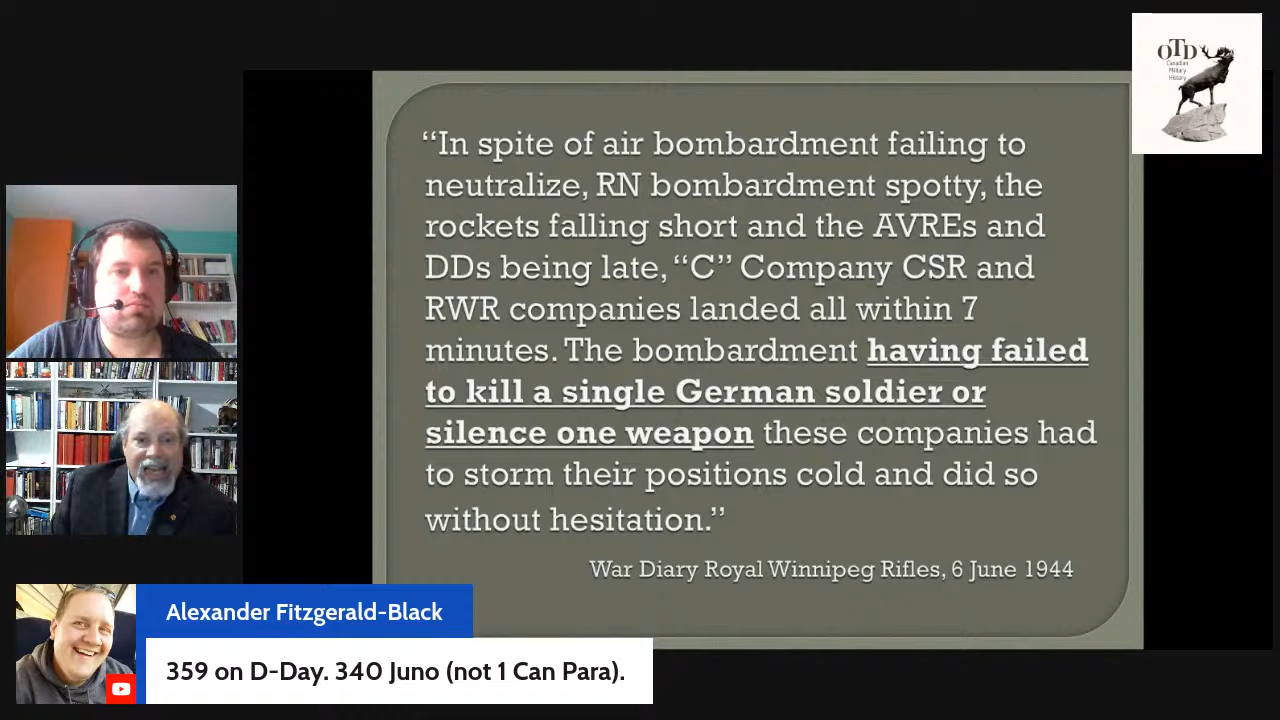 OTD
Canadian
Military
History
“In spite of air bombardment failing to
neutralize, RN bombardment spotty, the
rockets falling short and the AVREs and
DDs being late, “C” Company CSR and
RWR companies landed all within 7
minutes. The bombardment having failed
to kill a single German soldier or
silence one weapon these companies had
to storm their positions cold and did so
without hesitation.”
War Diary Royal Winnipeg Rifles, 6 June 1944
Alexander Fitzgerald-Black
359 on D-Day. 340 Juno (not 1 Can Para).